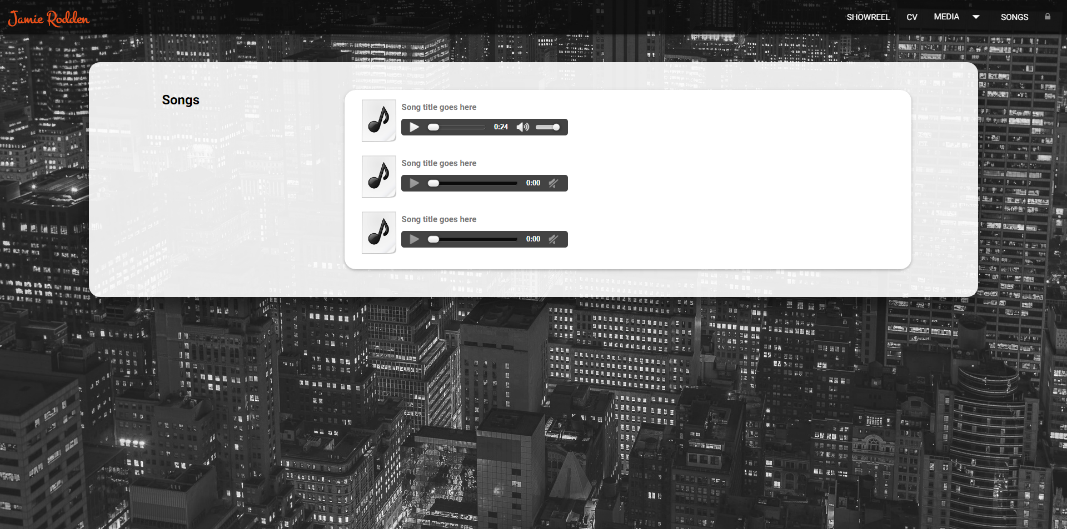 Jamie Rodden
SHOWREEL CV MEDIA SONGS
Songs
Song title goes here
0:24
Song title goes here
0:00
Song title goes here
0:00